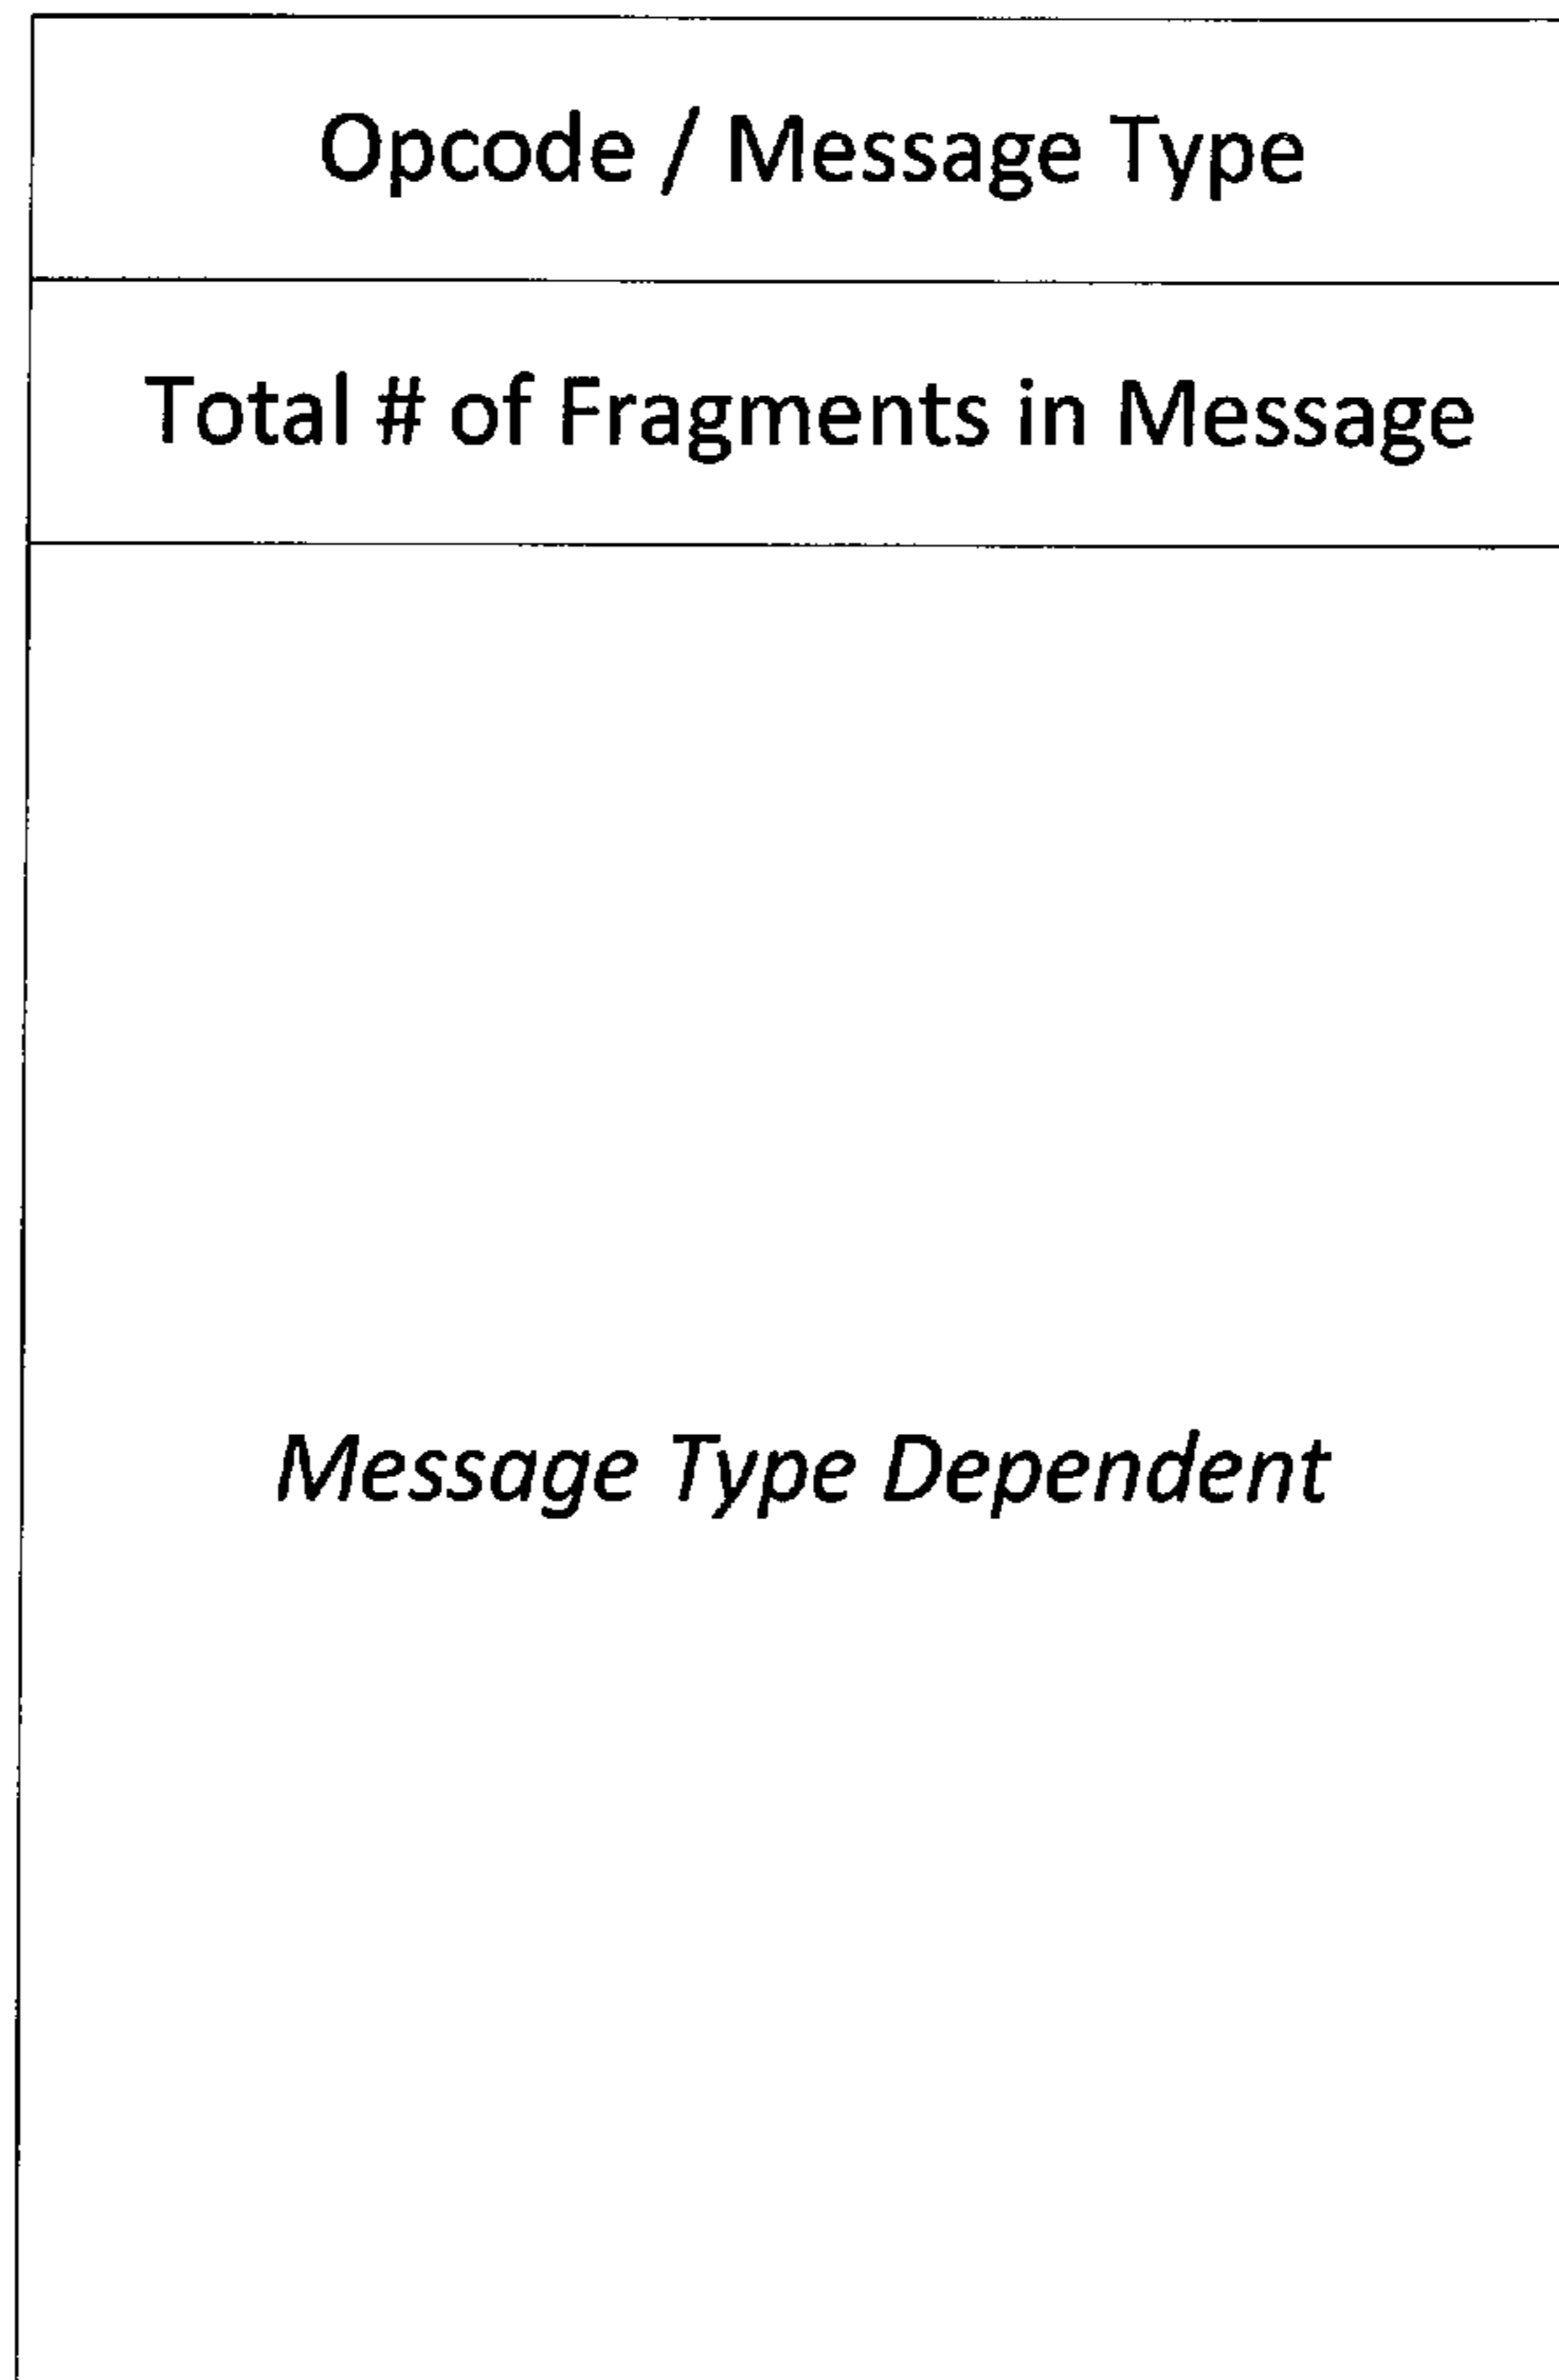 Opcode / Message Type
Total # of Fragments in Message
Message Type Dependent